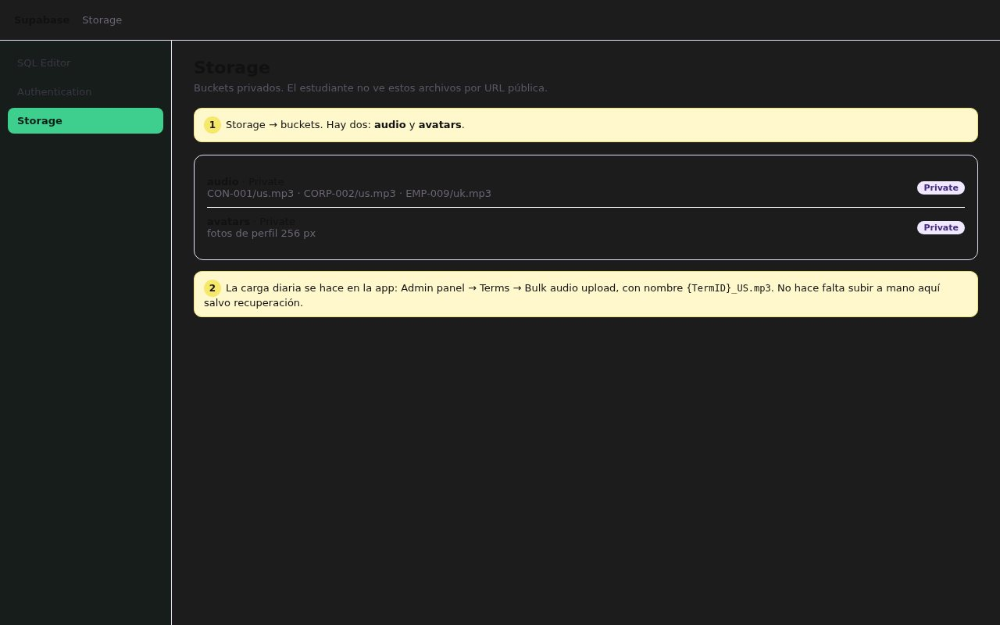 Supabase Storage
SQL Editor
Authentication
Storage
Storage
Buckets privados. El estudiante no ve estos archivos por URL pública.
1 Storage → buckets. Hay dos: audio y avatars.
audio · Private
CON-001/us.mp3 · CORP-002/us.mp3 · EMP-009/uk.mp3
Private
avatars · Private
fotos de perfil 256 px
Private
2 La carga diaria se hace en la app: Admin panel → Terms → Bulk audio upload, con nombre {TermID}_US.mp3. No hace falta subir a mano aquí
salvo recuperación.